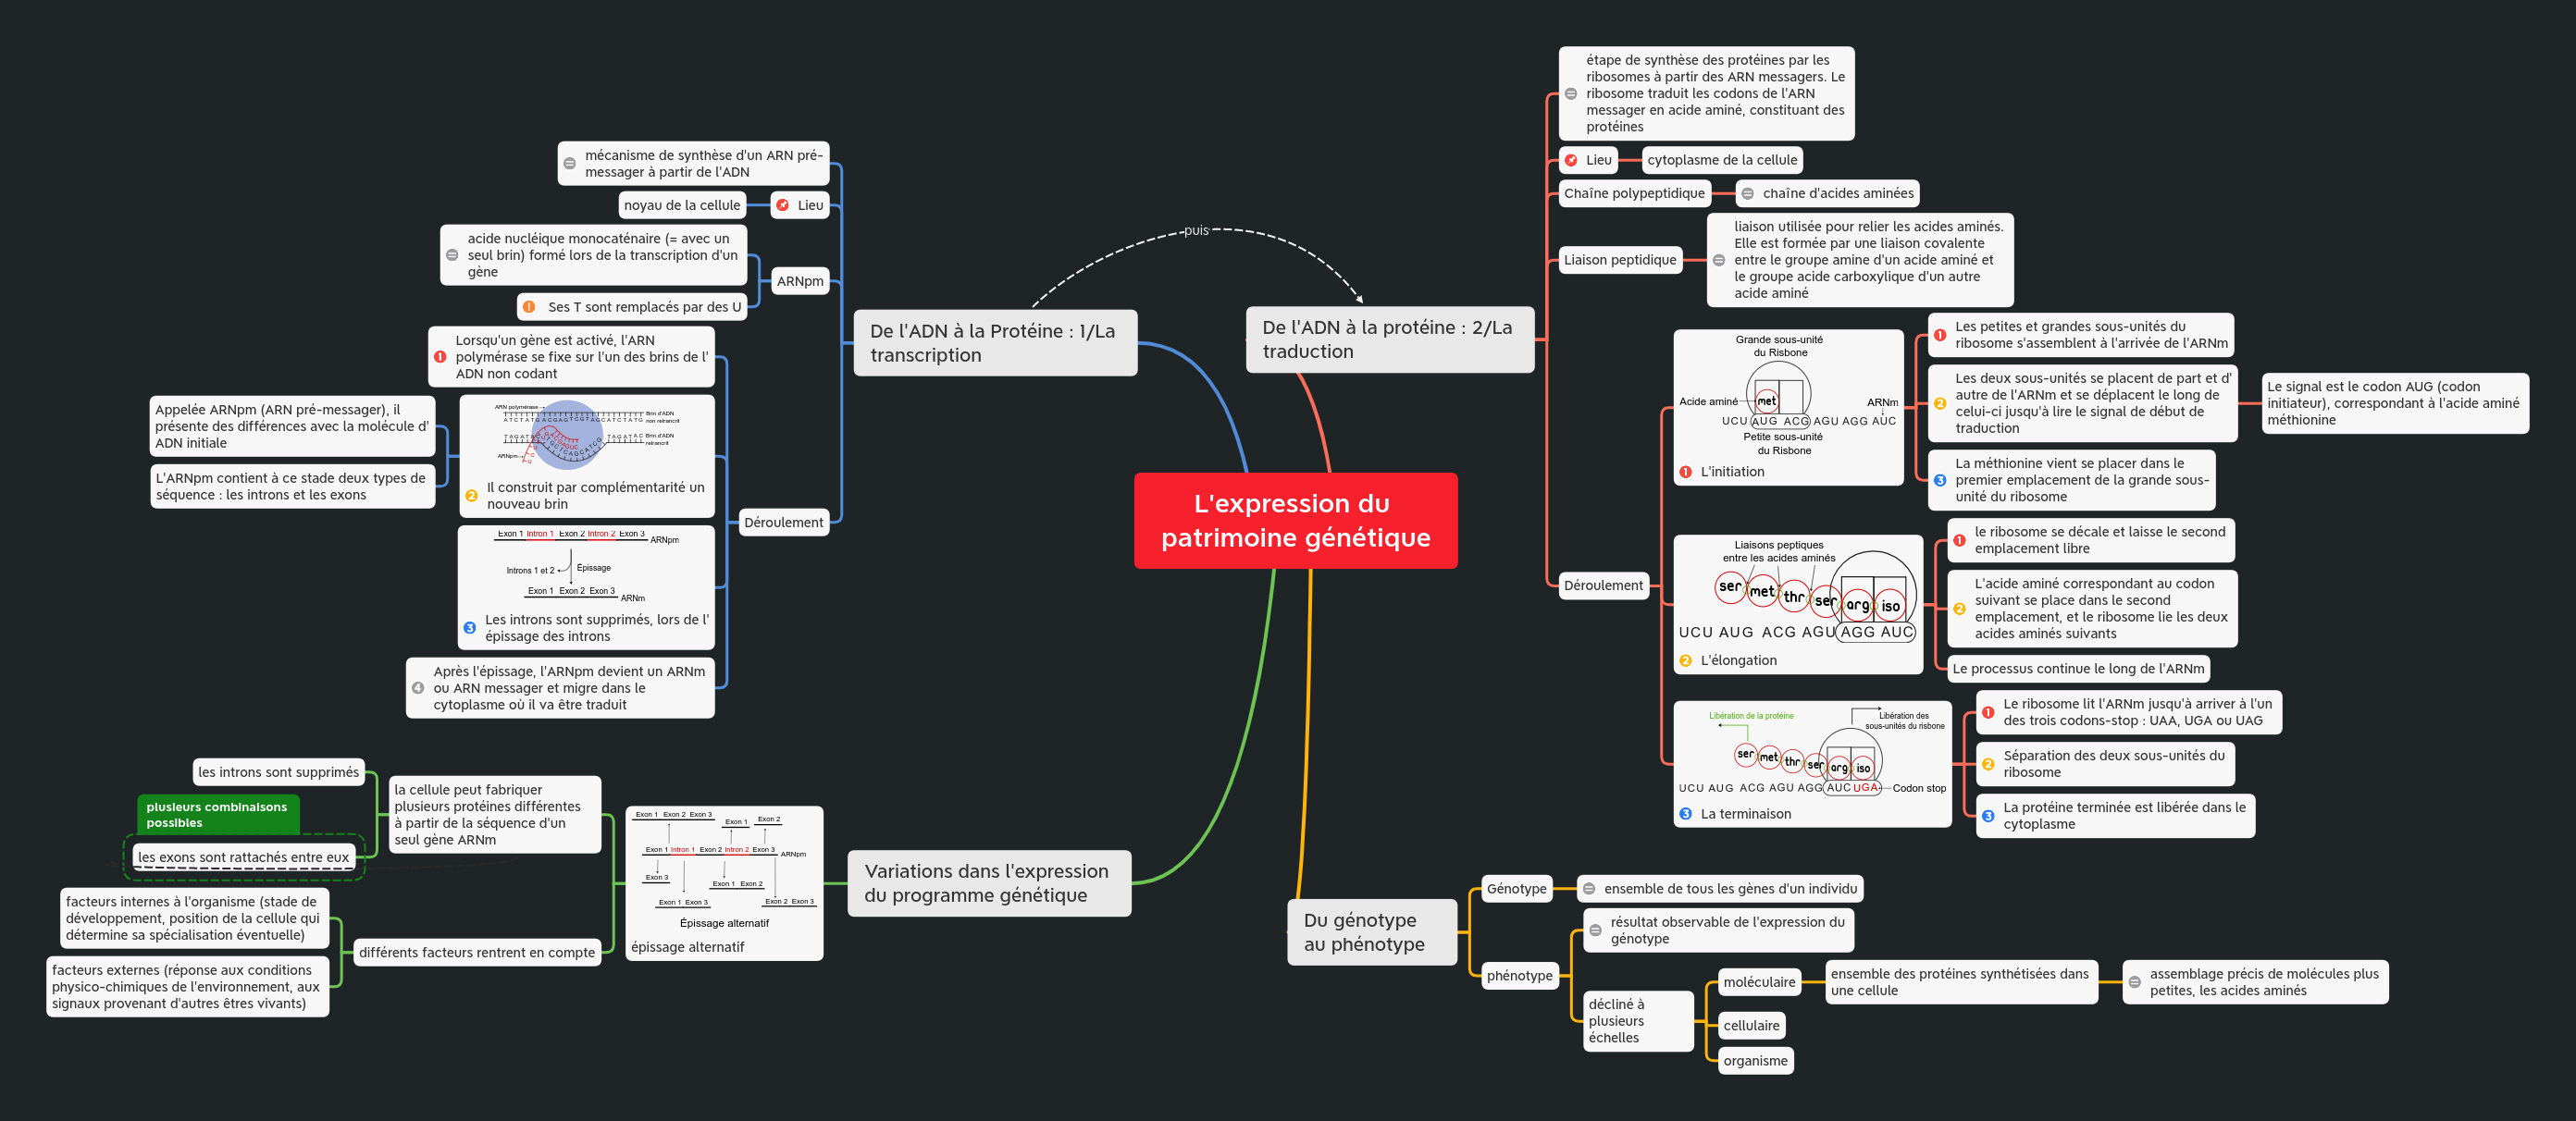 L'expression du
patrimoine génétique
De l'ADN à la Protéine : 1/La
transcription
mécanisme de synthèse d'un ARN pré-
messager à partir de l'ADN
Lieu
noyau de la cellule
ARNpm
acide nucléique monocaténaire (= avec un
seul brin) formé lors de la transcription d'un
gène
Ses T sont remplacés par des U
Déroulement
1 Lorsqu'un gène est activé, l'ARN
polymérase se fixe sur l'un des brins de l'
ADN non codant
ARN polymérase
Brin d'ADN
non retranscrit
Brin d'ADN
retranscrit
ARNpm
2 Il construit par complémentarité un
nouveau brin
Appelée ARNpm (ARN pré-messager), il
présente des différences avec la molécule d'
ADN initiale
L'ARNpm contient à ce stade deux types de
séquence : les introns et les exons
Exon 1 Intron 1 Exon 2 Intron 2 Exon 3 ARNpm
Introns 1 et 2 Épissage
Exon 1 Exon 2 Exon 3 ARNm
3 Les introns sont supprimés, lors de l'
épissage des introns
4 Après l'épissage, l'ARNpm devient un ARNm
ou ARN messager et migre dans le
cytoplasme où il va être traduit
puis
De l'ADN à la protéine : 2/La
traduction
étape de synthèse des protéines par les
ribosomes à partir des ARN messagers. Le
ribosome traduit les codons de l'ARN
messager en acide aminé, constituant des
protéines
Lieu
cytoplasme de la cellule
Chaîne polypeptidique
chaîne d'acides aminées
Liaison peptidique
liaison utilisée pour relier les acides aminés.
Elle est formée par une liaison covalente
entre le groupe amine d'un acide aminé et
le groupe acide carboxylique d'un autre
acide aminé
Déroulement
Grande sous-unité
du Risbone
Acide aminé met ARNm
UCU AUG ACG AGU AGG AUC
Petite sous-unité
du Risbone
1 L'initiation
1 Les petites et grandes sous-unités du
ribosome s'assemblent à l'arrivée de l'ARNm
2 Les deux sous-unités se placent de part et d'
autre de l'ARNm et se déplacent le long de
celui-ci jusqu'à lire le signal de début de
traduction
Le signal est le codon AUG (codon
initiateur), correspondant à l'acide aminé
méthionine
3 La méthionine vient se placer dans le
premier emplacement de la grande sous-
unité du ribosome
Liaisons peptiques
entre les acides aminés
ser met thr ser arg iso
UCU AUG ACG AGU AGG AUC
2 L'élongation
1 le ribosome se décale et laisse le second
emplacement libre
2 L'acide aminé correspondant au codon
suivant se place dans le second
emplacement, et le ribosome lie les deux
acides aminés suivants
Le processus continue le long de l'ARNm
Libération de la protéine
Libération des
sous-unités du risbone
ser met thr ser arg iso
UCU AUG ACG AGU AGG AUC UGA Codon stop
3 La terminaison
1 Le ribosome lit l'ARNm jusqu'à arriver à l'un
des trois codons-stop : UAA, UGA ou UAG
2 Séparation des deux sous-unités du
ribosome
3 La protéine terminée est libérée dans le
cytoplasme
Variations dans l'expression
du programme génétique
Exon 1 Exon 2 Exon 3
Exon 1
Exon 2
Exon 1 Intron 1 Exon 2 Intron 2 Exon 3 ARNpm
Exon 3
Exon 1 Exon 2
Exon 1 Exon 3
Exon 2 Exon 3
Épissage alternatif
épissage alternatif
la cellule peut fabriquer
plusieurs protéines différentes
à partir de la séquence d'un
seul gène ARNm
les introns sont supprimés
plusieurs combinaisons
possibles
les exons sont rattachés entre eux
différents facteurs rentrent en compte
facteurs internes à l'organisme (stade de
développement, position de la cellule qui
détermine sa spécialisation éventuelle)
facteurs externes (réponse aux conditions
physico-chimiques de l'environnement, aux
signaux provenant d'autres êtres vivants)
Du génotype
au phénotype
Génotype
ensemble de tous les gènes d'un individu
phénotype
résultat observable de l'expression du
génotype
décliné à
plusieurs
échelles
moléculaire
ensemble des protéines synthétisées dans
une cellule
assemblage précis de molécules plus
petites, les acides aminés
cellulaire
organisme